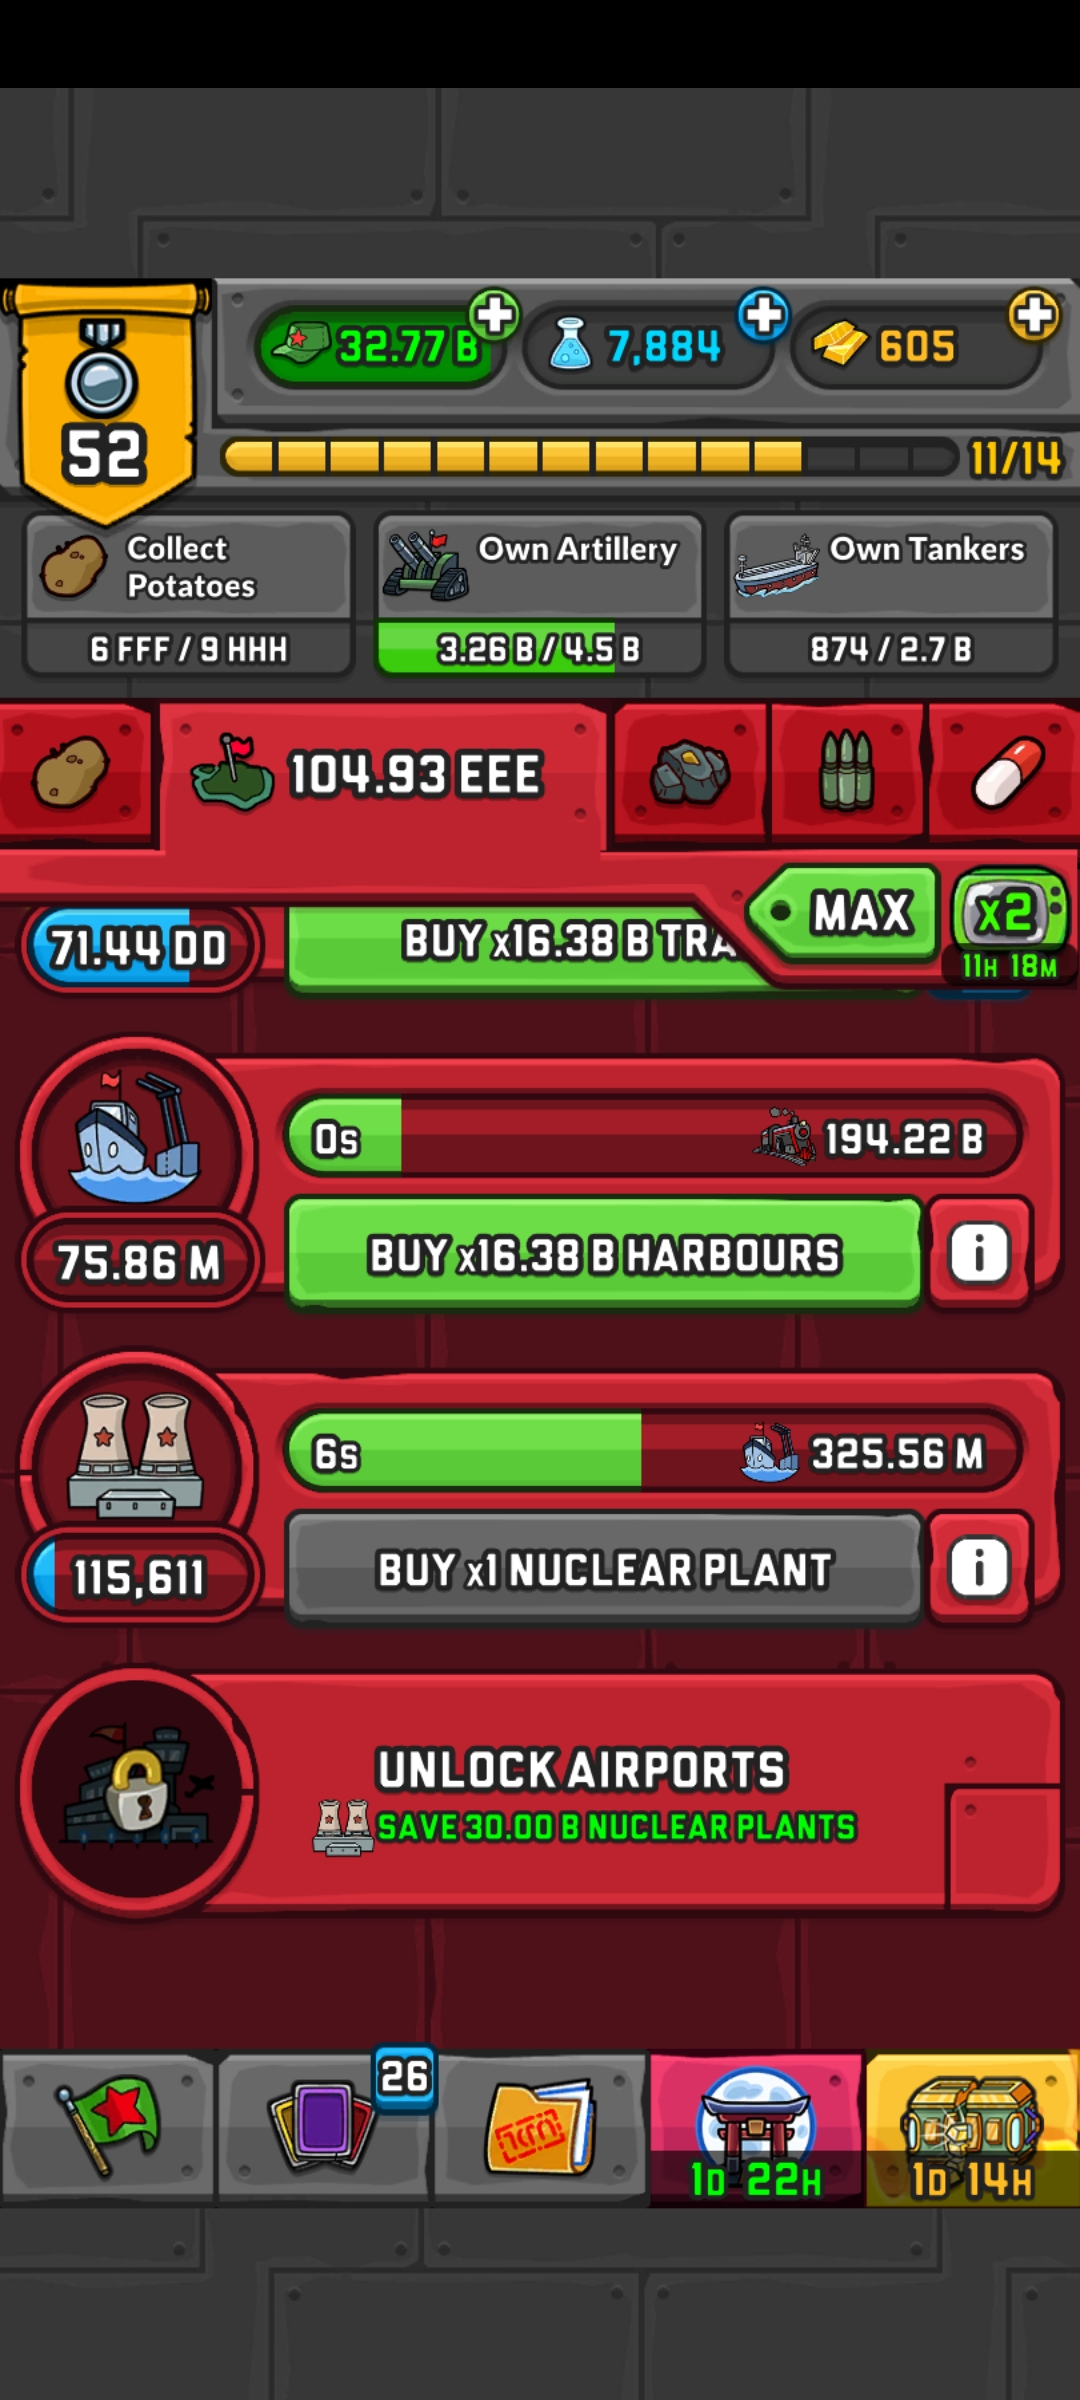 32.77 B
7,884
605
52
11/14
Collect
Potatoes
6 FFF / 9 HHH
Own Artillery
3.26 B / 4.5 B
Own Tankers
874 / 2.7 B
104.93 EEE
MAX
x2
11H 18M
71.44 DD
BUY x16.38 B TRA
0s
194.22 B
75.86 M
BUY x16.38 B HARBOURS
i
6s
325.56 M
115,611
BUY x1 NUCLEAR PLANT
i
UNLOCK AIRPORTS
SAVE 30.00 B NUCLEAR PLANTS
26
1D 22H
1D 14H